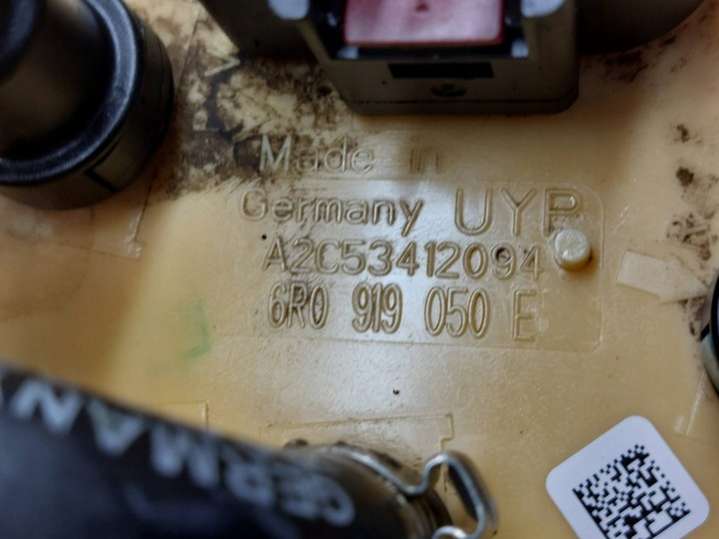 Made in
Germany UYP
A2C53412094
6R0 919 050 E
GERMAN